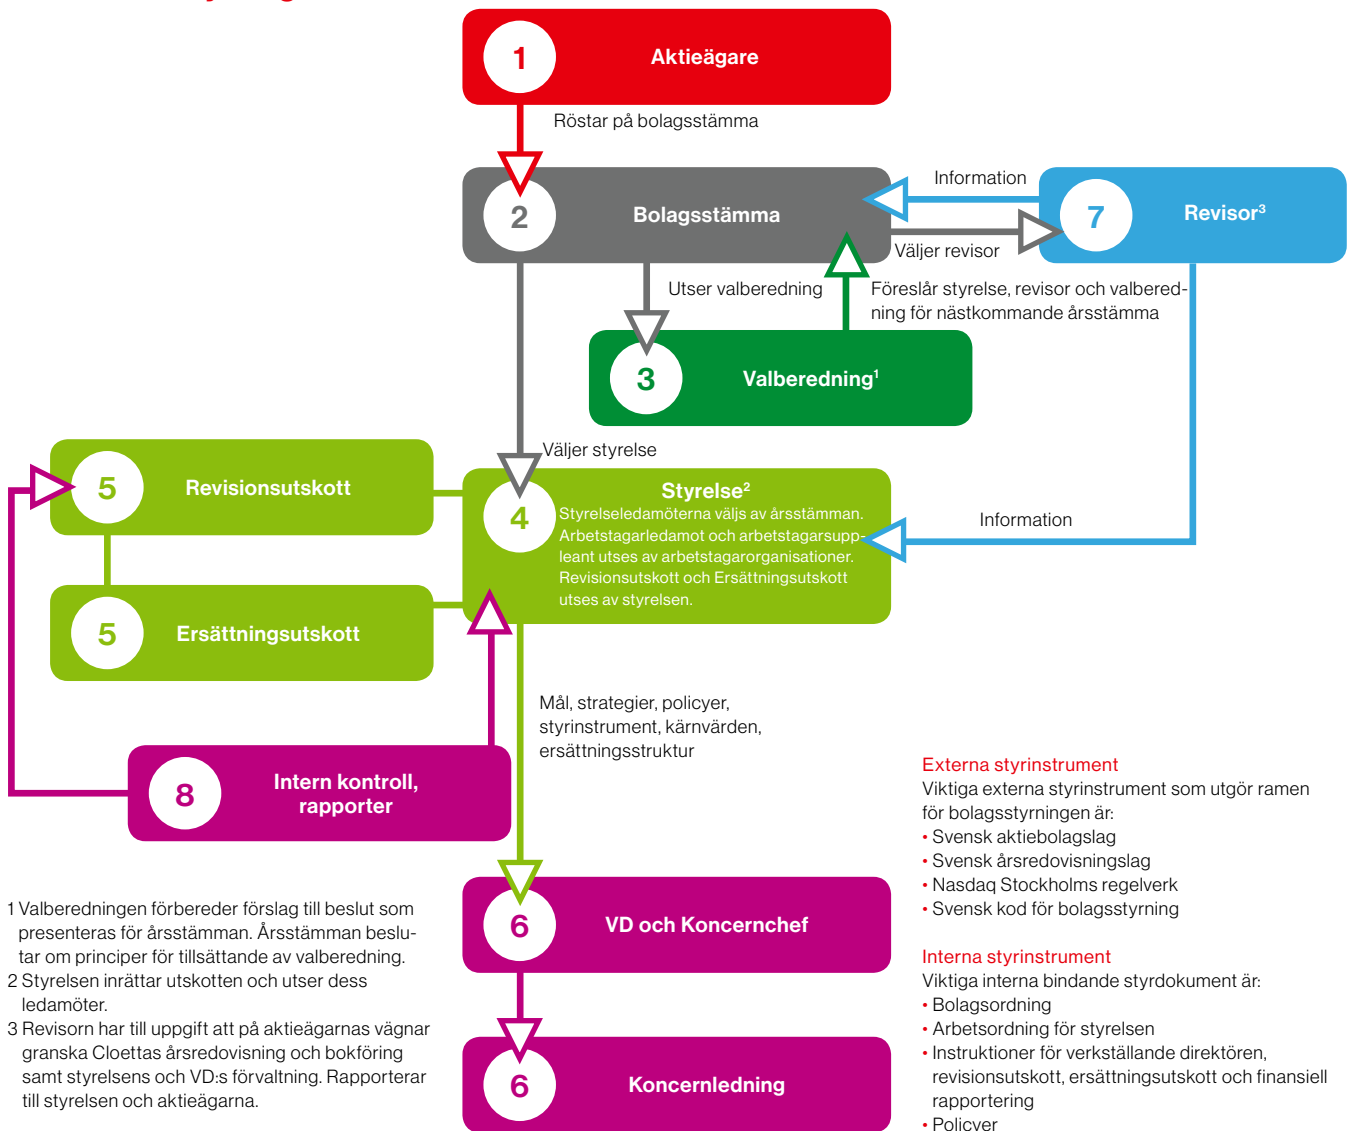 1
Aktieägare
Röstar på bolagsstämma
2
Bolagsstämma
Information
7
Revisor³
Väljer revisor
Utser valberedning
Föreslår styrelse, revisor och valbered-
ning för nästkommande årsstämma
3
Valberedning¹
Väljer styrelse
5
Revisionsutskott
4
Styrelse²
Styrelseledamöterna väljs av årsstämman.
Arbetstagarledamot och arbetstagarsupp-
leant utses av arbetstagarorganisationer.
Revisionsutskott och Ersättningsutskott
utses av styrelsen.
Information
5
Ersättningsutskott
Mål, strategier, policyer,
styrinstrument, kärnvärden,
ersättningsstruktur
8
Intern kontroll,
rapporter
6
VD och Koncernchef
6
Koncernledning
1 Valberedningen förbereder förslag till beslut som
presenteras för årsstämman. Årsstämman beslu-
tar om principer för tillsättande av valberedning.
2 Styrelsen inrättar utskotten och utser dess
ledamöter.
3 Revisorn har till uppgift att på aktieägarnas vägnar
granska Cloettas årsredovisning och bokföring
samt styrelsens och VD:s förvaltning. Rapporterar
till styrelsen och aktieägarna.
Externa styrinstrument
Viktiga externa styrinstrument som utgör ramen
för bolagsstyrningen är:
• Svensk aktiebolagslag
• Svensk årsredovisningslag
• Nasdaq Stockholms regelverk
• Svensk kod för bolagsstyrning
Interna styrinstrument
Viktiga interna bindande styrdokument är:
• Bolagsordning
• Arbetsordning för styrelsen
• Instruktioner för verkställande direktören,
revisionsutskott, ersättningsutskott och finansiell
rapportering
• Policyer